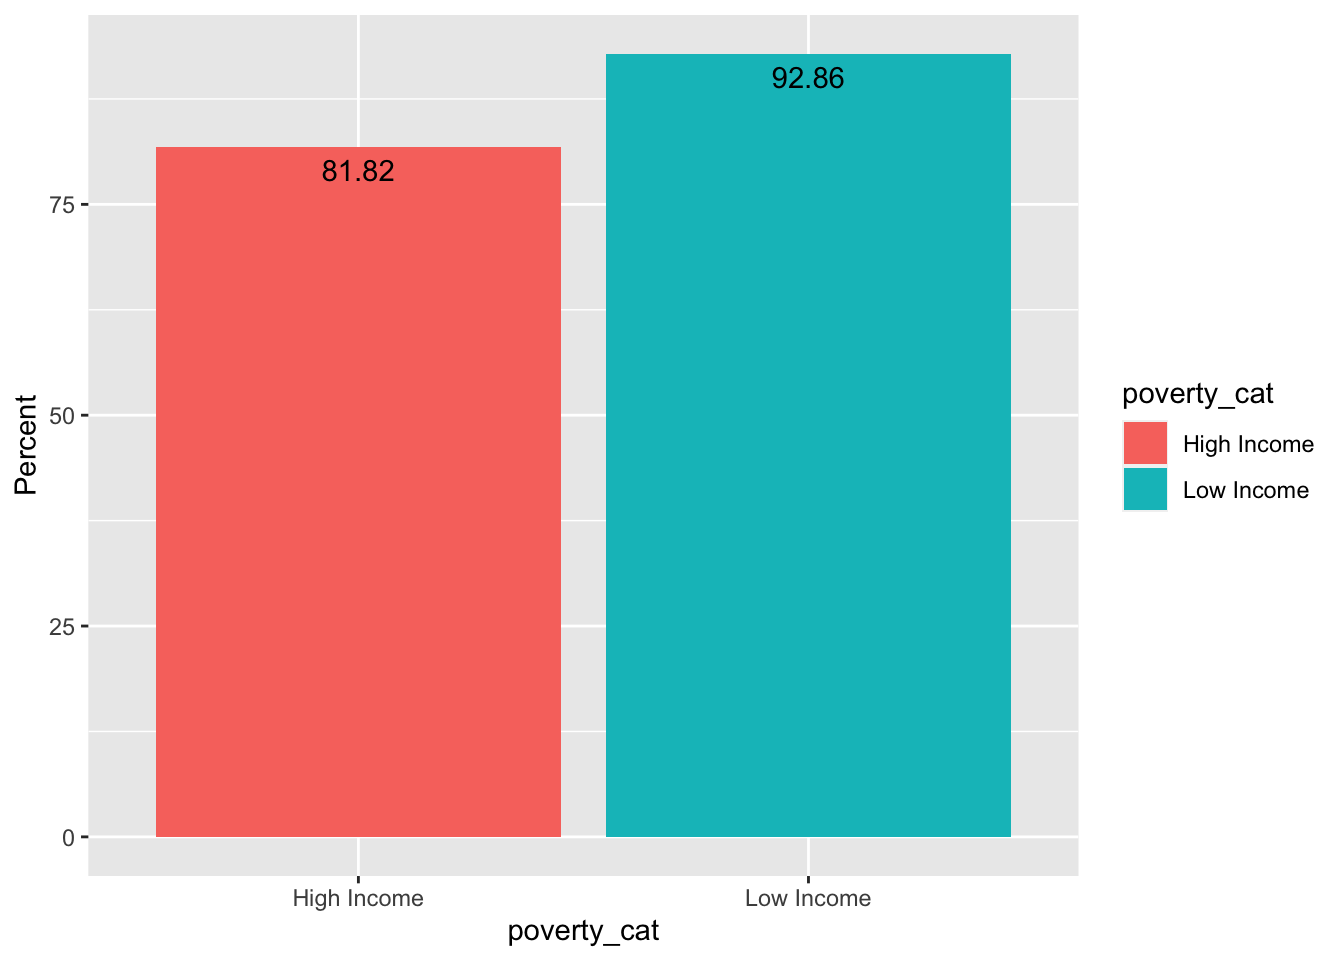 92.86
81.82
75
50
25
0
Percent
High Income
Low Income
poverty_cat
poverty_cat
High Income
Low Income